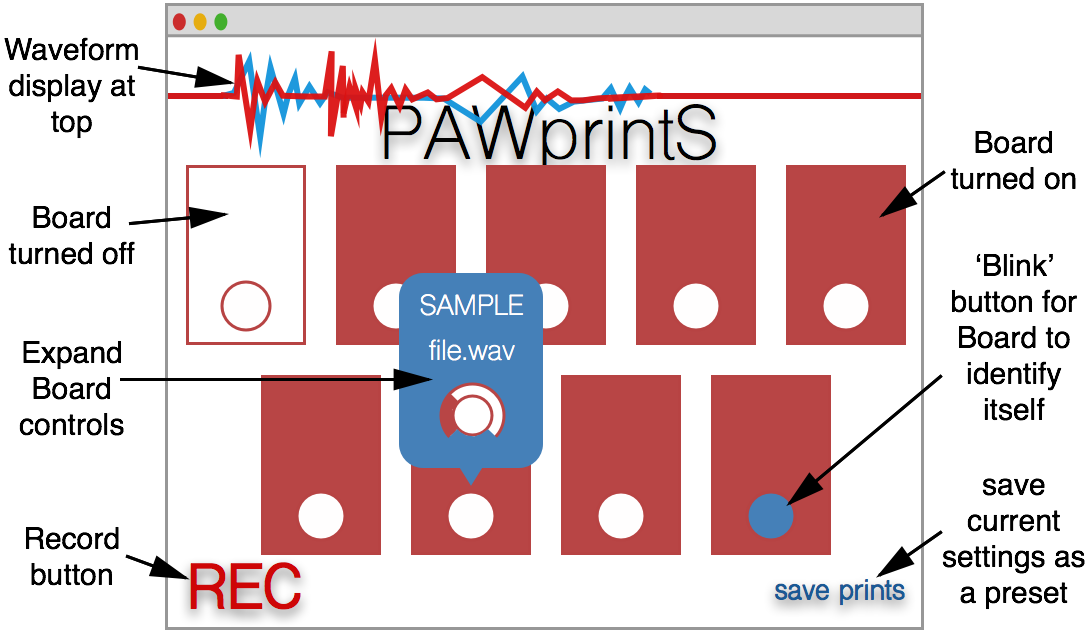 Waveform
display at
top
PAWprintS
Board
turned on
Board
turned off
‘Blink’
button for
Board to
identify
itself
SAMPLE
file.wav
Expand
Board
controls
save
current
settings as
a preset
Record
button
REC
save prints